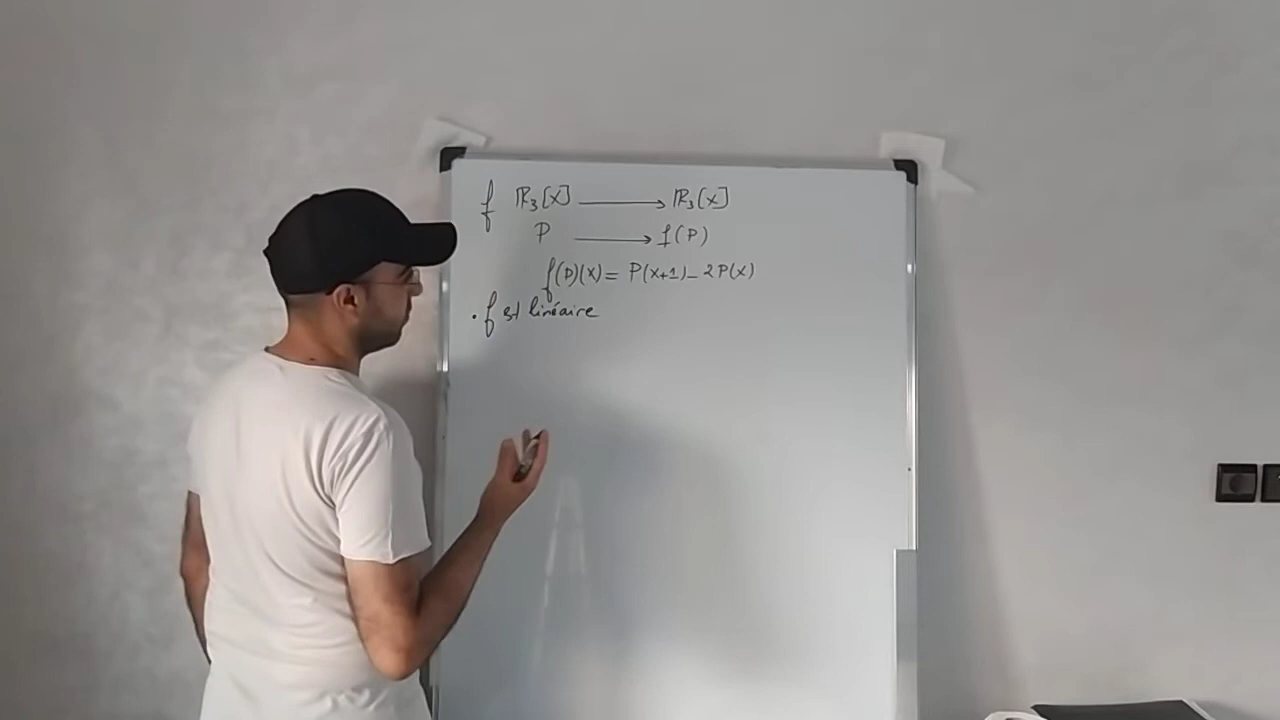 f ℝ₃[X] ⟶ ℝ₃[X]
P ⟶ f(P)
f(P)(X) = P(X+1) - 2P(X)
. f est linéaire